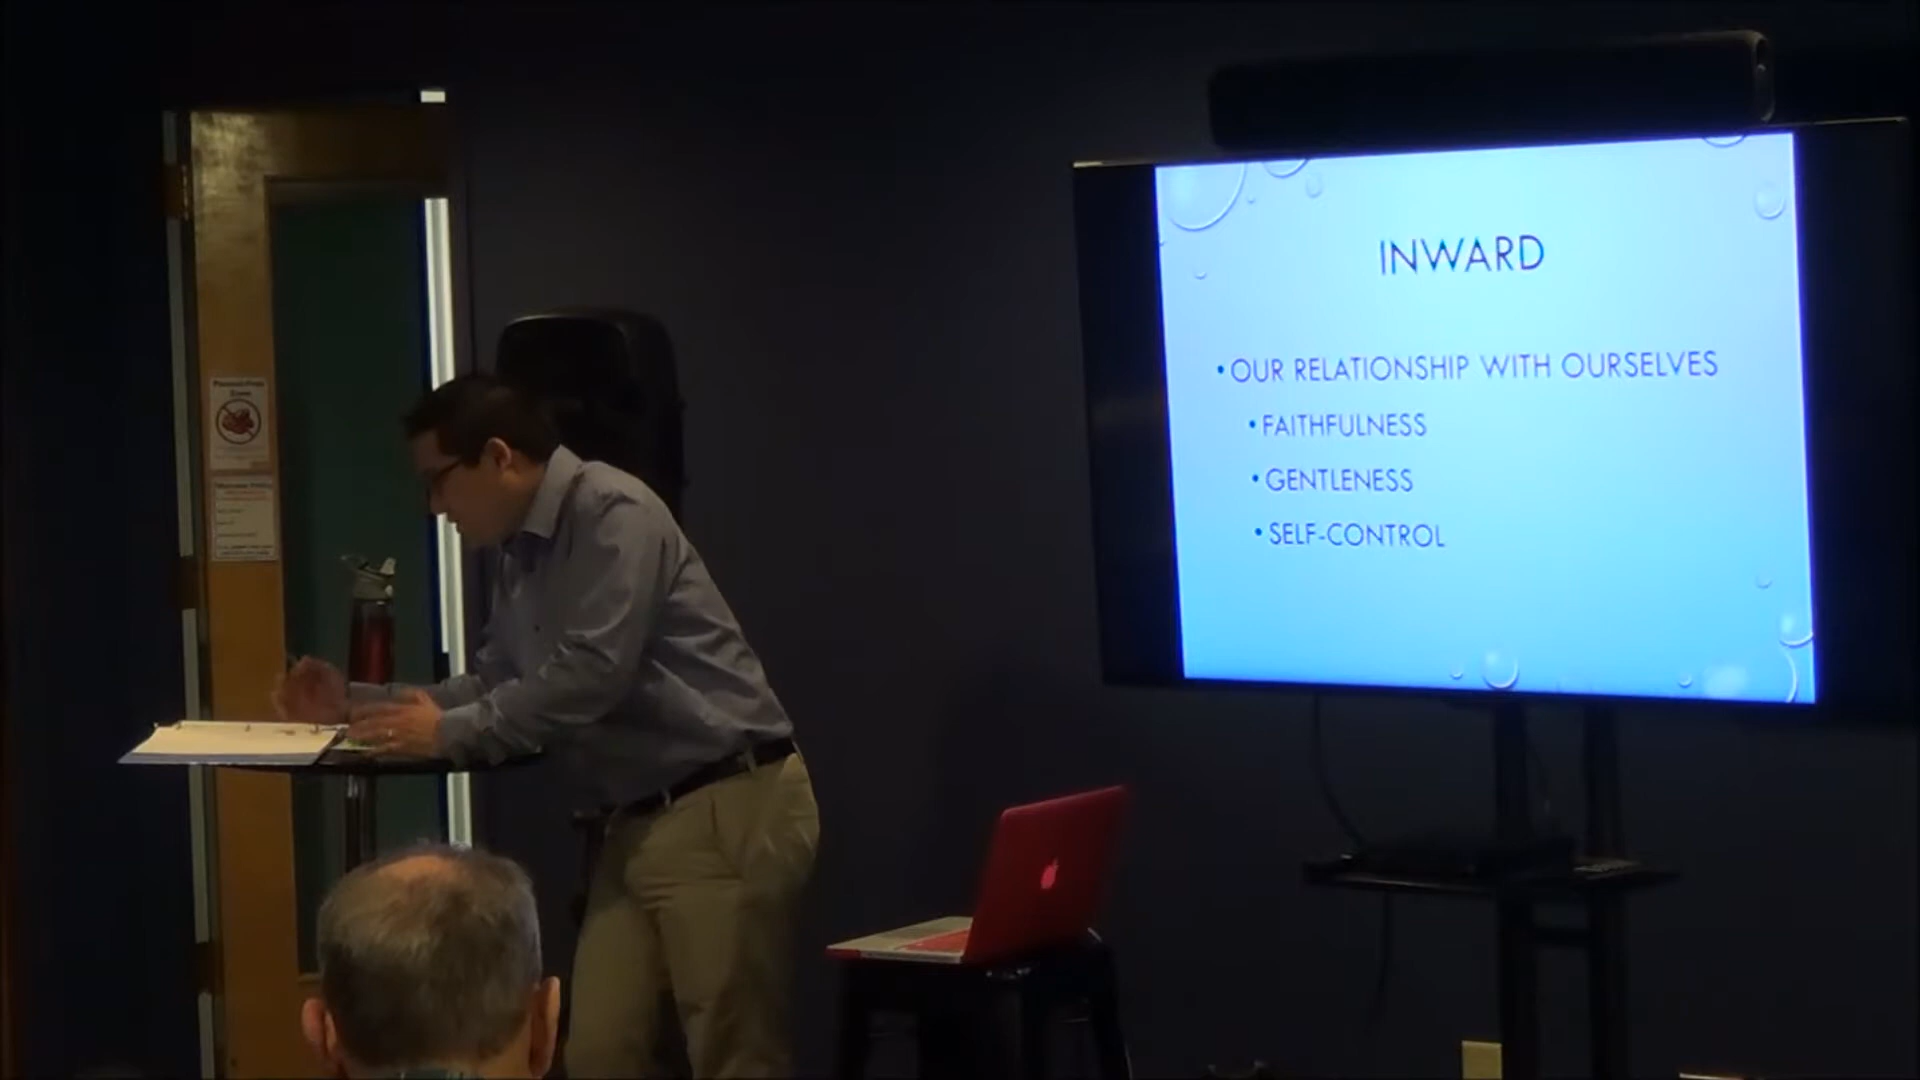 INWARD
• OUR RELATIONSHIP WITH OURSELVES
• FAITHFULNESS
• GENTLENESS
• SELF-CONTROL